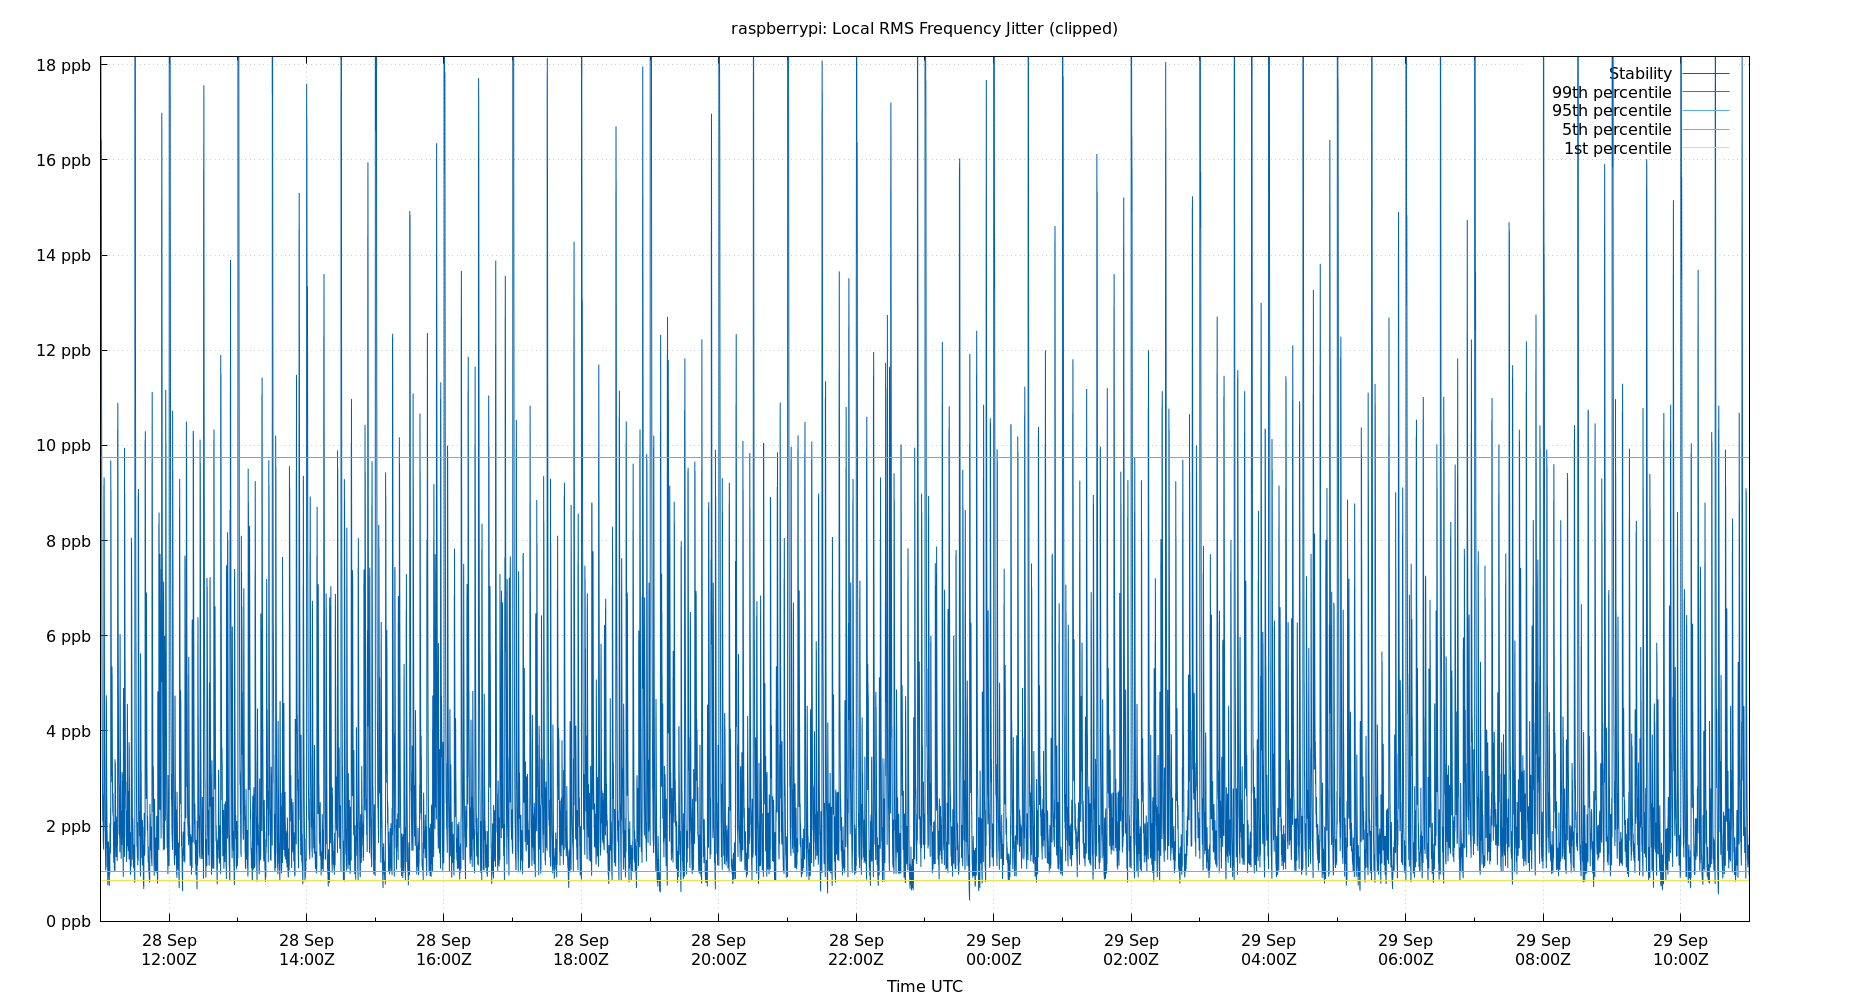 raspberrypi: Local RMS Frequency Jitter (clipped)
18 ppb
16 ppb
14 ppb
12 ppb
10 ppb
8 ppb
6 ppb
4 ppb
2 ppb
0 ppb
Stability
99th percentile
95th percentile
5th percentile
1st percentile
28 Sep 28 Sep 28 Sep 28 Sep 28 Sep 28 Sep 29 Sep 29 Sep 29 Sep 29 Sep 29 Sep 29 Sep
12:00Z 14:00Z 16:00Z 18:00Z 20:00Z 22:00Z 00:00Z 02:00Z 04:00Z 06:00Z 08:00Z 10:00Z
Time UTC